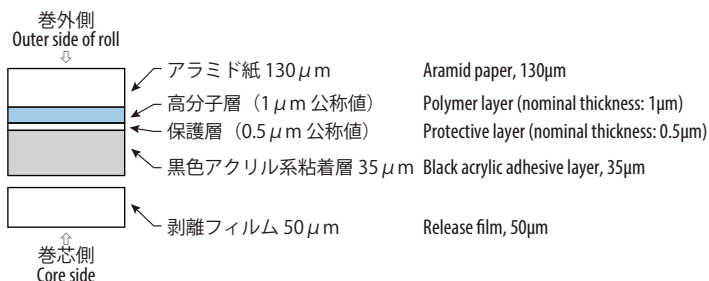 巻外側
Outer side of roll
⇩
アラミド紙 130μm Aramid paper, 130μm
高分子層（1μm 公称値） Polymer layer (nominal thickness: 1μm)
保護層（0.5μm 公称値） Protective layer (nominal thickness: 0.5μm)
黒色アクリル系粘着層 35μm Black acrylic adhesive layer, 35μm
剥離フィルム 50μm Release film, 50μm
⇧
巻芯側
Core side